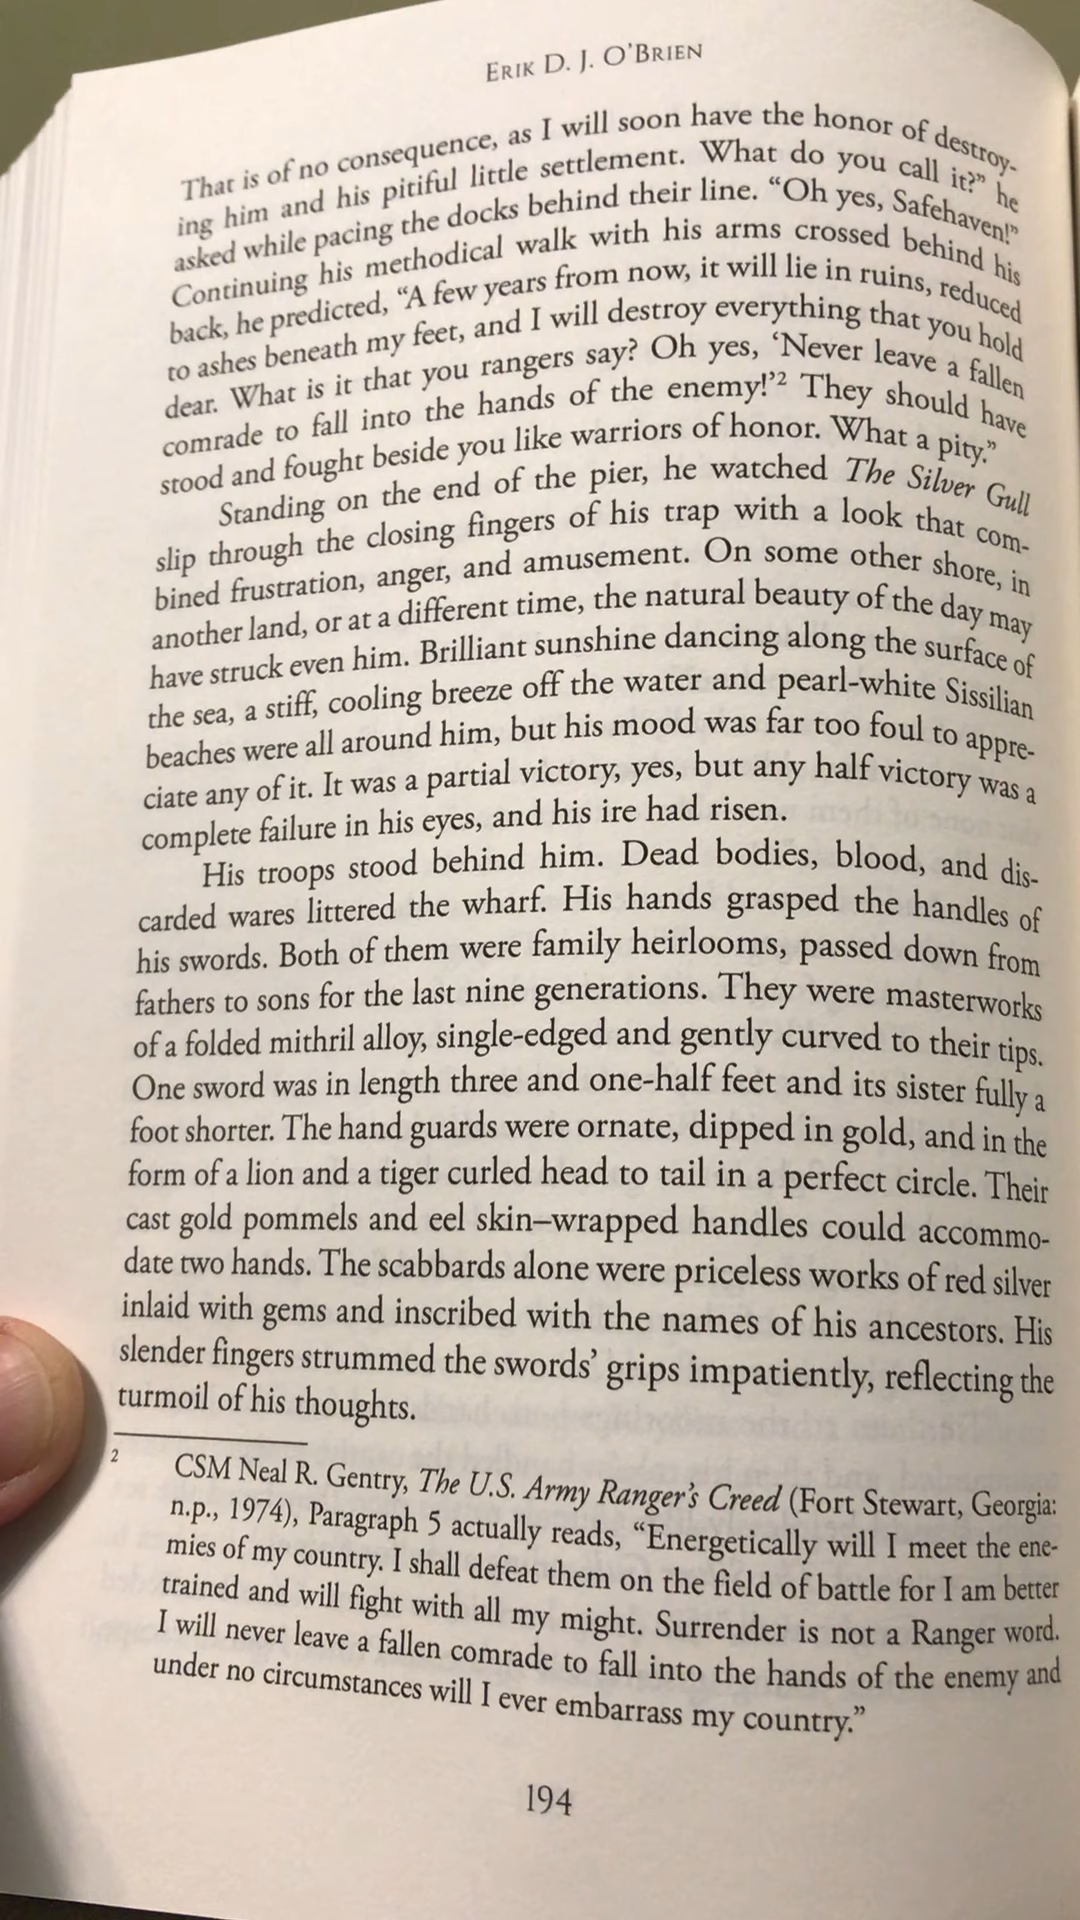 ERIK D. J. O'BRIEN
That is of no consequence, as I will soon have the honor of destroy-
ing him and his pitiful little settlement. What do you call it?” he
asked while pacing the docks behind their line. “Oh yes, Safehaven!”
Continuing his methodical walk with his arms crossed behind his
back, he predicted, “A few years from now, it will lie in ruins, reduced
to ashes beneath my feet, and I will destroy everything that you hold
dear. What is it that you rangers say? Oh yes, ‘Never leave a fallen
comrade to fall into the hands of the enemy!’2 They should have
stood and fought beside you like warriors of honor. What a pity.”
Standing on the end of the pier, he watched The Silver Gull
slip through the closing fingers of his trap with a look that com-
bined frustration, anger, and amusement. On some other shore, in
another land, or at a different time, the natural beauty of the day may
have struck even him. Brilliant sunshine dancing along the surface of
the sea, a stiff, cooling breeze off the water and pearl-white Sissilian
beaches were all around him, but his mood was far too foul to appre-
ciate any of it. It was a partial victory, yes, but any half victory was a
complete failure in his eyes, and his ire had risen.
His troops stood behind him. Dead bodies, blood, and dis-
carded wares littered the wharf. His hands grasped the handles of
his swords. Both of them were family heirlooms, passed down from
fathers to sons for the last nine generations. They were masterworks
of a folded mithril alloy, single-edged and gently curved to their tips.
One sword was in length three and one-half feet and its sister fully a
foot shorter. The hand guards were ornate, dipped in gold, and in the
form of a lion and a tiger curled head to tail in a perfect circle. Their
cast gold pommels and eel skin–wrapped handles could accommo-
date two hands. The scabbards alone were priceless works of red silver
inlaid with gems and inscribed with the names of his ancestors. His
slender fingers strummed the swords’ grips impatiently, reflecting the
turmoil of his thoughts.
2 CSM Neal R. Gentry, The U.S. Army Ranger’s Creed (Fort Stewart, Georgia:
n.p., 1974), Paragraph 5 actually reads, “Energetically will I meet the ene-
mies of my country. I shall defeat them on the field of battle for I am better
trained and will fight with all my might. Surrender is not a Ranger word.
I will never leave a fallen comrade to fall into the hands of the enemy and
under no circumstances will I ever embarrass my country.”
194